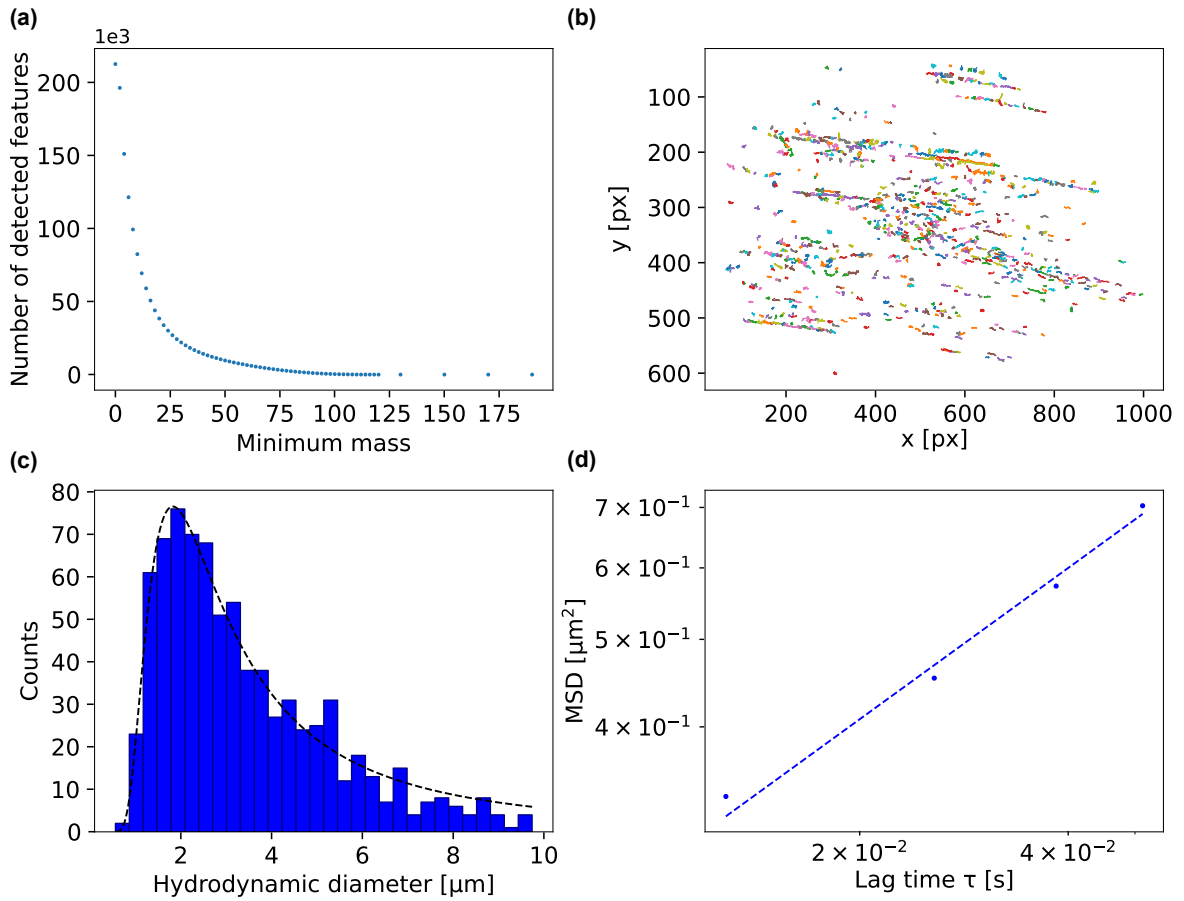 (a)
1e3
Number of detected features
200
150
100
50
0
0 25 50 75 100 125 150 175
Minimum mass
(b)
y [px]
100
200
300
400
500
600
200 400 600 800 1000
x [px]
(c)
Counts
80
70
60
50
40
30
20
10
0
2 4 6 8 10
Hydrodynamic diameter [µm]
(d)
MSD [µm²]
7 × 10⁻¹
6 × 10⁻¹
5 × 10⁻¹
4 × 10⁻¹
2 × 10⁻² 4 × 10⁻²
Lag time τ [s]